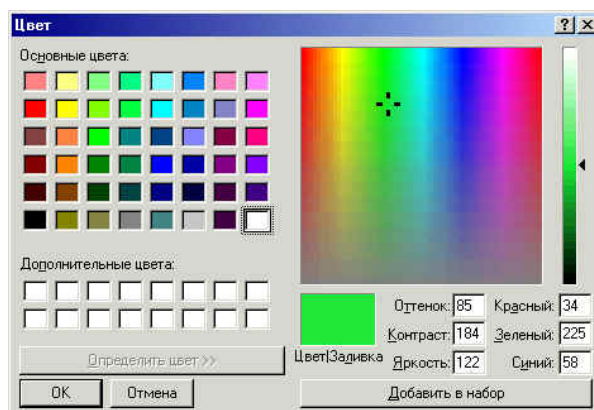 Цвет
Основные цвета:
Дополнительные цвета:
Определить цвет >>
OK Отмена
Цвет|Заливка
Оттенок: 85 Красный: 34
Контраст: 184 Зеленый: 225
Яркость: 122 Синий: 58
Добавить в набор